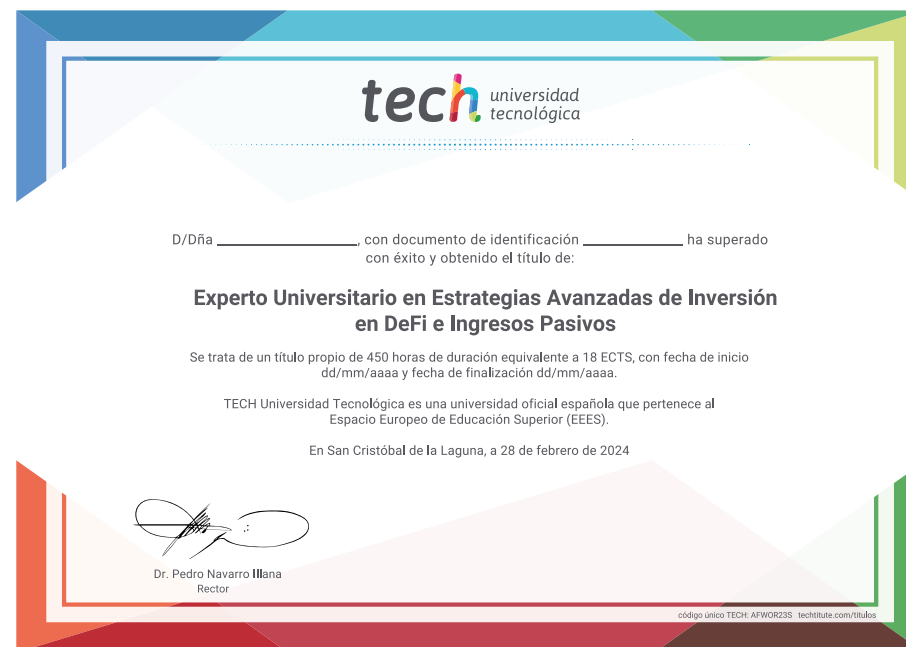 tech universidad
tecnológica
D/Dña ____________________, con documento de identificación ______________ ha superado
con éxito y obtenido el título de:
Experto Universitario en Estrategias Avanzadas de Inversión
en DeFi e Ingresos Pasivos
Se trata de un título propio de 450 horas de duración equivalente a 18 ECTS, con fecha de inicio
dd/mm/aaaa y fecha de finalización dd/mm/aaaa.
TECH Universidad Tecnológica es una universidad oficial española que pertenece al
Espacio Europeo de Educación Superior (EEES).
En San Cristóbal de la Laguna, a 28 de febrero de 2024
Dr. Pedro Navarro Illana
Rector
código único TECH: AFWOR23S techtitute.com/titulos